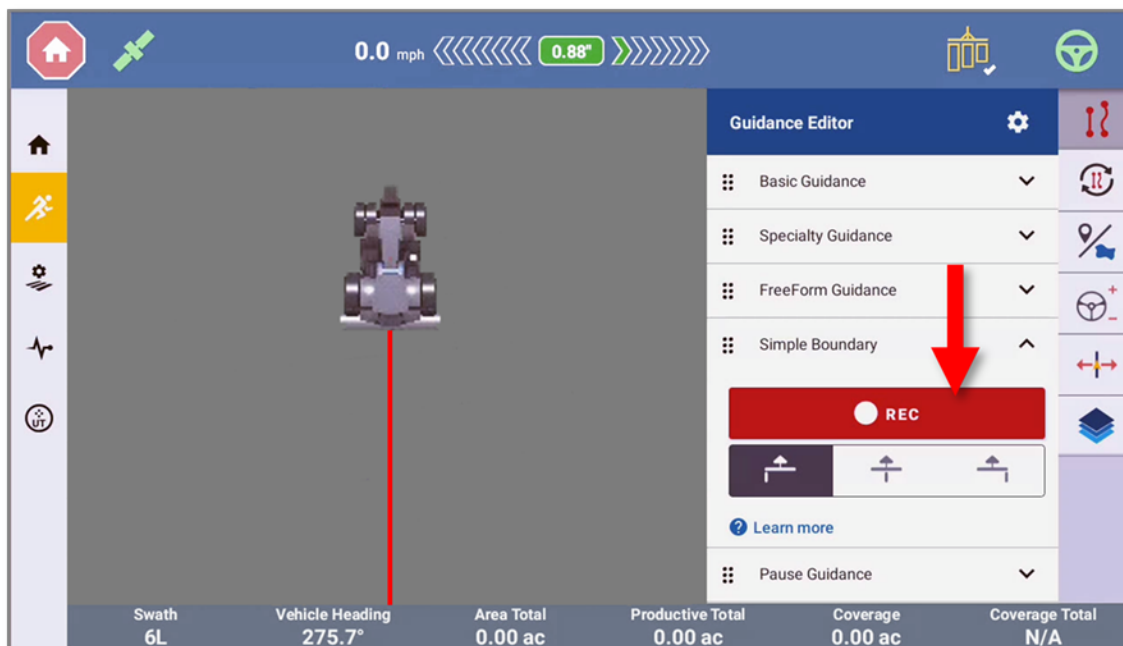 0.0 mph 0.88"
Guidance Editor
Basic Guidance
Specialty Guidance
FreeForm Guidance
Simple Boundary
REC
Learn more
Pause Guidance
UT
Swath Vehicle Heading Area Total Productive Total Coverage Coverage Total
6L 275.7° 0.00 ac 0.00 ac 0.00 ac N/A